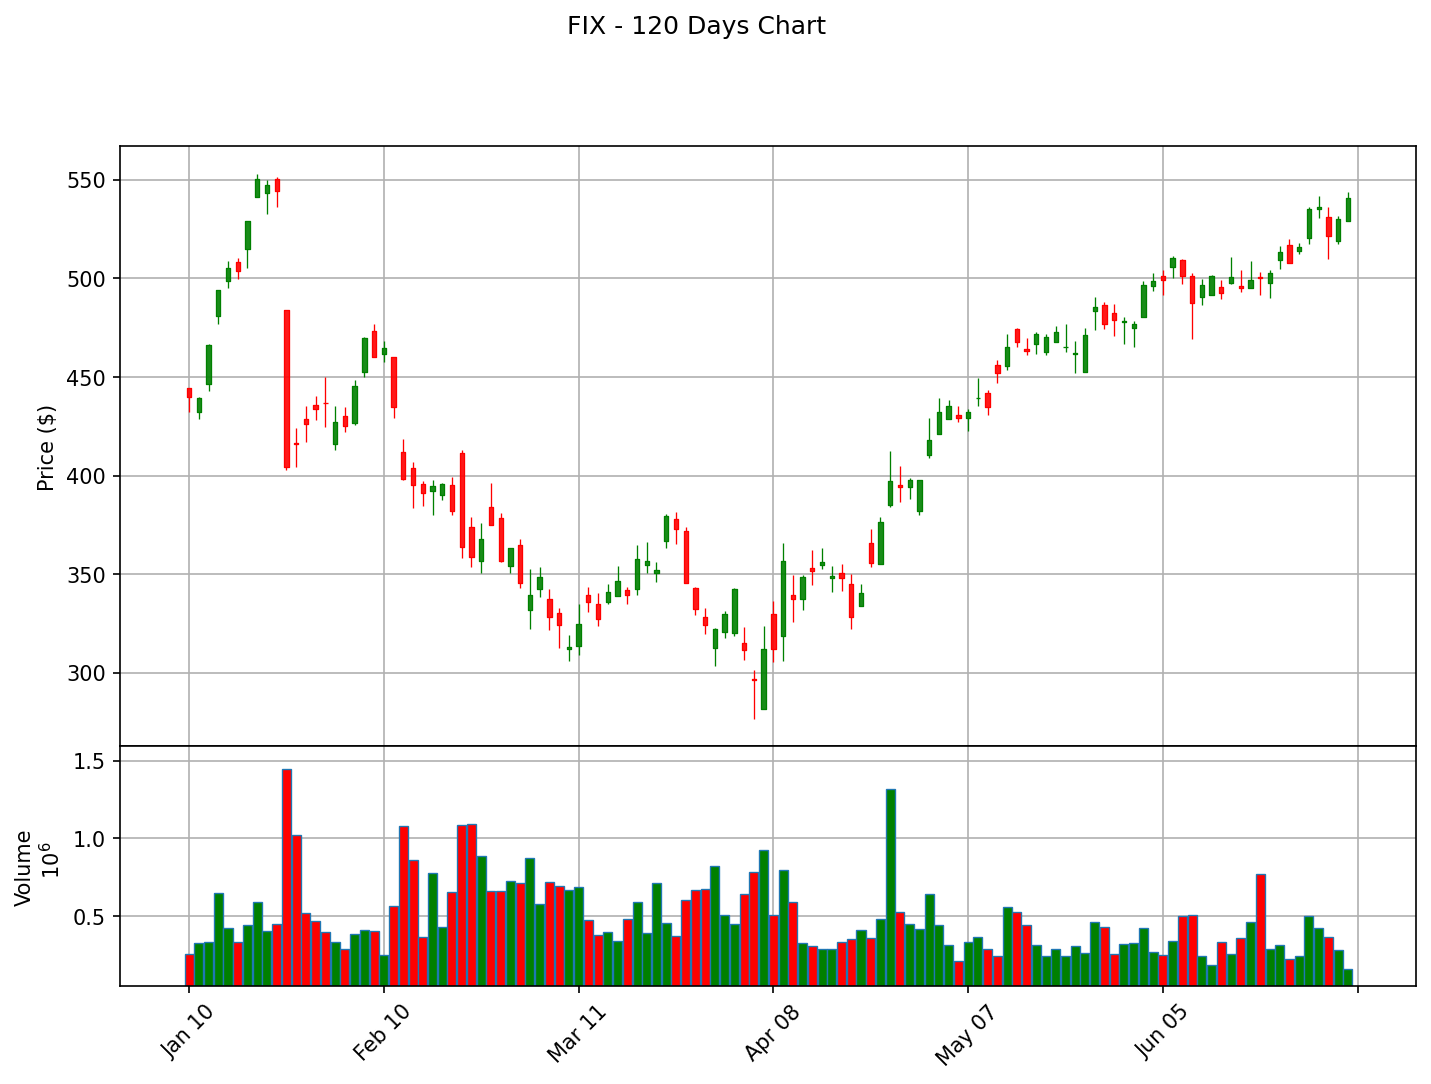 FIX - 120 Days Chart
550
500
450
400
350
300
Price ($)
1.5
1.0
0.5
Volume
10^6
Jan 10
Feb 10
Mar 11
Apr 08
May 07
Jun 05